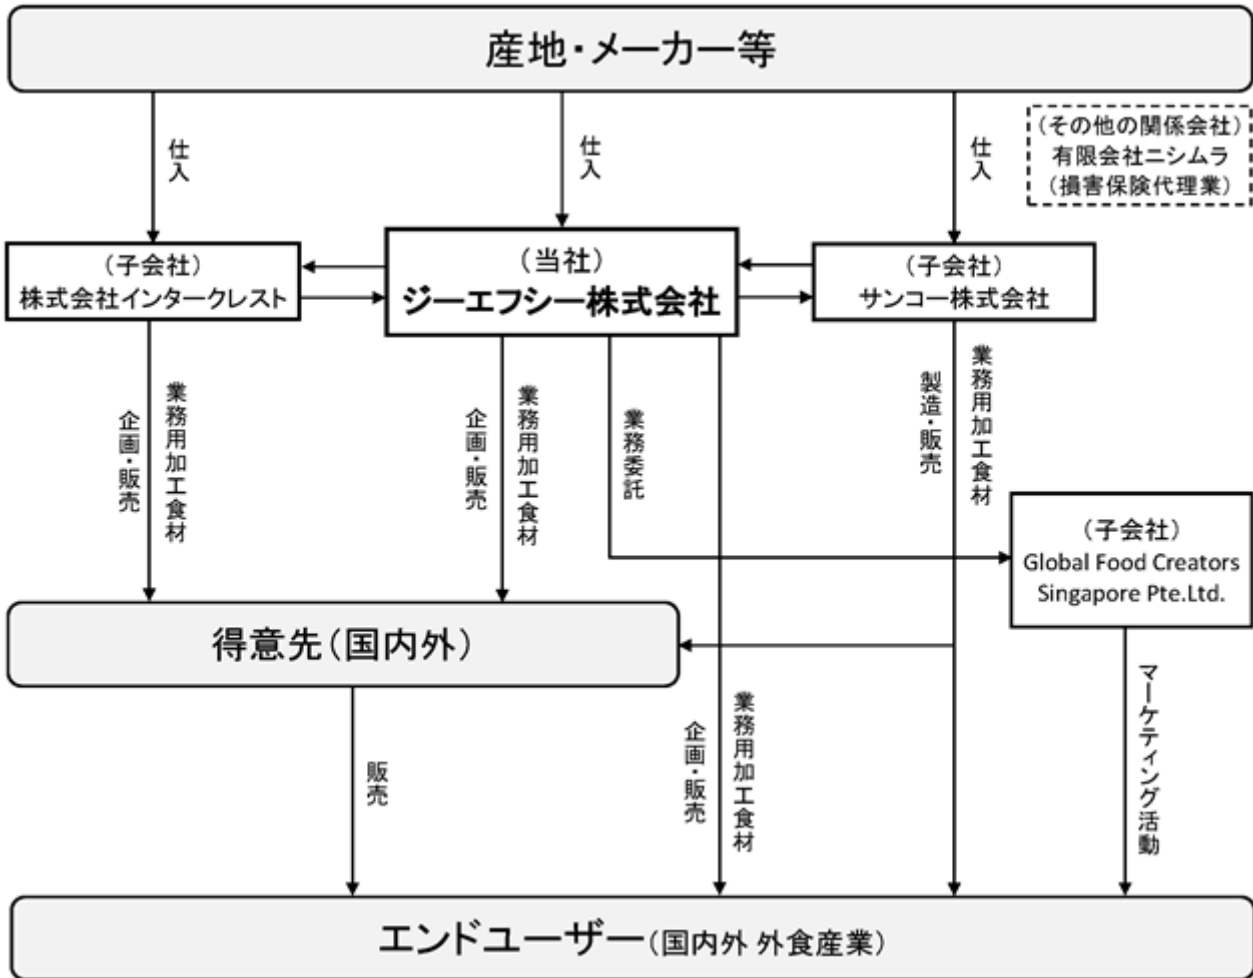 産地・メーカー等
仕入
仕入
仕入
(その他の関係会社)
有限会社ニシムラ
(損害保険代理業)
(子会社)
株式会社インタークレスト
(当社)
ジーエフシー株式会社
(子会社)
サンコー株式会社
業務用加工食材
企画・販売
業務用加工食材
企画・販売
業務委託
業務用加工食材
製造・販売
(子会社)
Global Food Creators
Singapore Pte.Ltd.
得意先(国内外)
販売
業務用加工食材
企画・販売
マーケティング活動
エンドユーザー(国内外 外食産業)